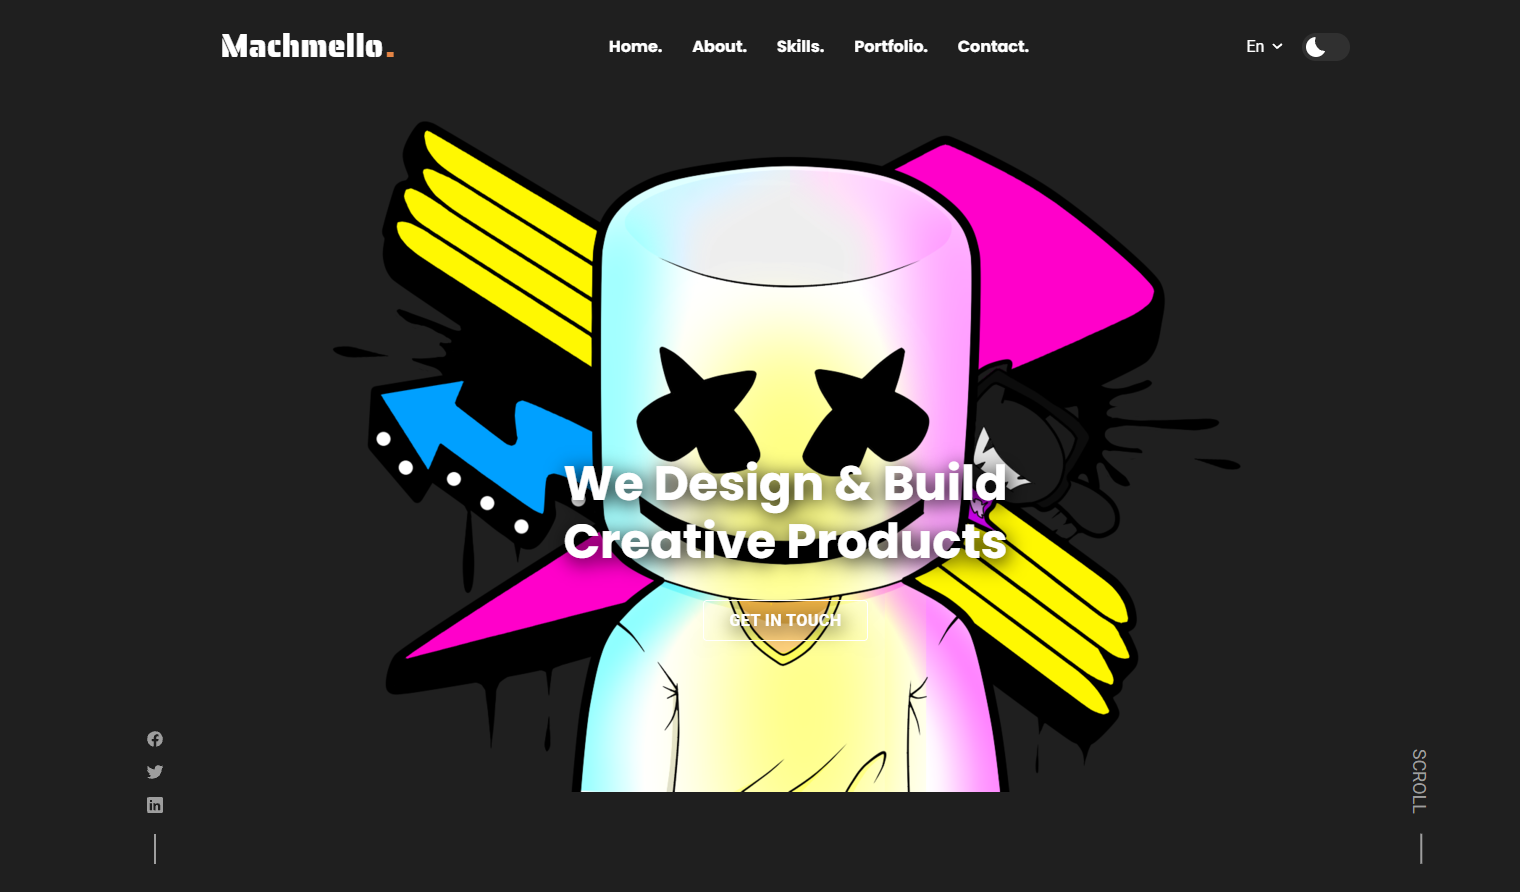 Machmello.
Home. About. Skills. Portfolio. Contact.
En
We Design & Build
Creative Products
GET IN TOUCH
SCROLL